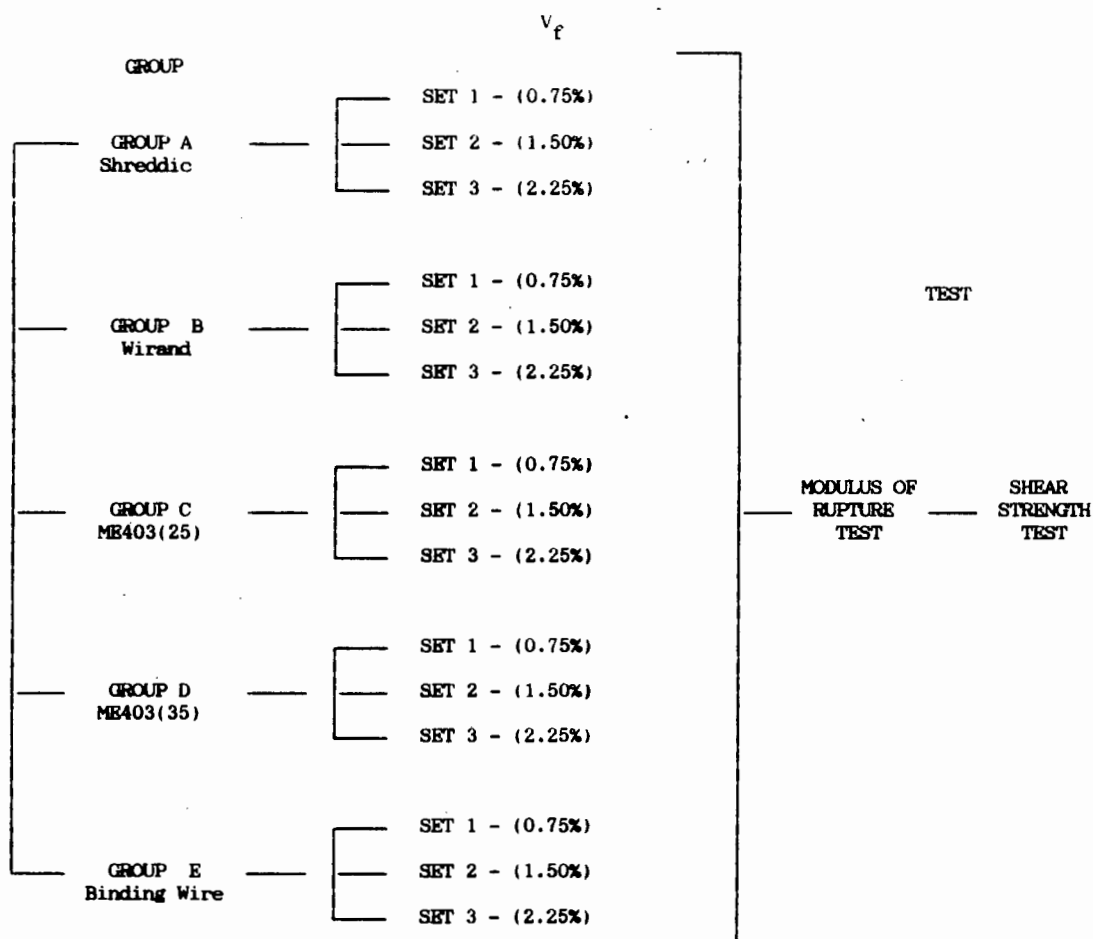 V_f
GROUP
SET 1 - (0.75%)
GROUP A
Shreddic
SET 2 - (1.50%)
SET 3 - (2.25%)
SET 1 - (0.75%)
TEST
GROUP B
Wirand
SET 2 - (1.50%)
SET 3 - (2.25%)
SET 1 - (0.75%)
GROUP C
ME403(25)
SET 2 - (1.50%)
SET 3 - (2.25%)
MODULUS OF
RUPTURE
TEST
SHEAR
STRENGTH
TEST
SET 1 - (0.75%)
GROUP D
ME403(35)
SET 2 - (1.50%)
SET 3 - (2.25%)
SET 1 - (0.75%)
GROUP E
Binding Wire
SET 2 - (1.50%)
SET 3 - (2.25%)